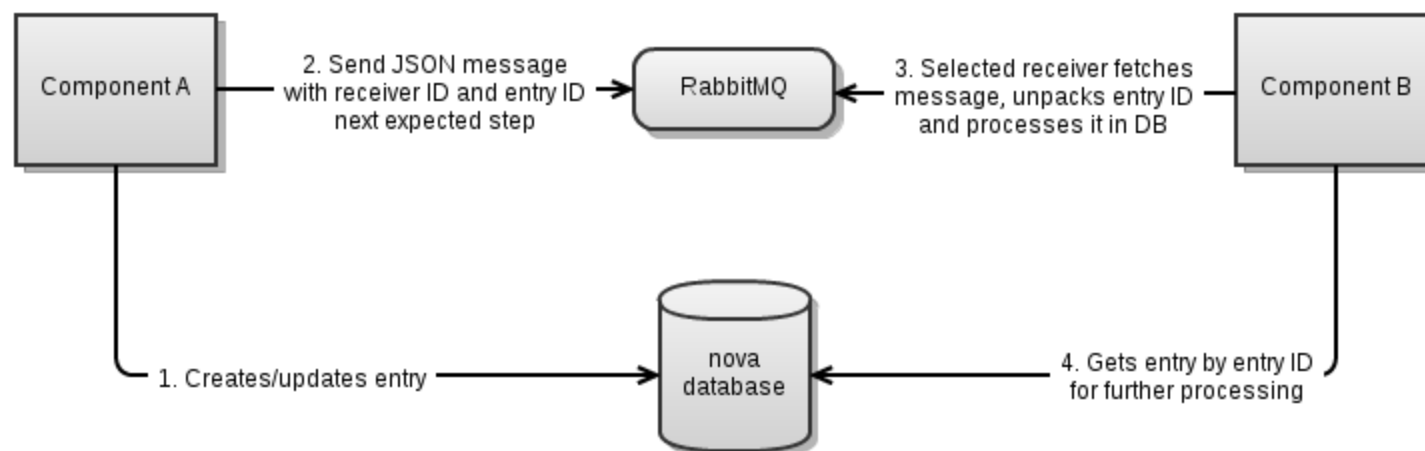 Component A
2. Send JSON message
with receiver ID and entry ID
next expected step
RabbitMQ
3. Selected receiver fetches
message, unpacks entry ID
and processes it in DB
Component B
1. Creates/updates entry
nova
database
4. Gets entry by entry ID
for further processing